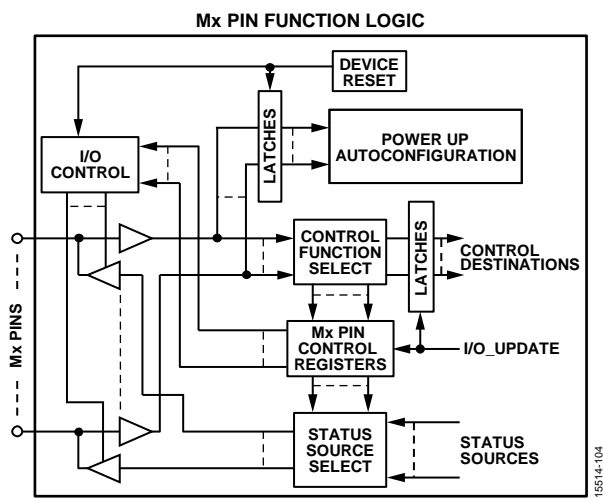 Mx PIN FUNCTION LOGIC
DEVICE
RESET
LATCHES
POWER UP
AUTOCONFIGURATION
I/O
CONTROL
CONTROL
FUNCTION
SELECT
LATCHES
CONTROL
DESTINATIONS
Mx PINS
Mx PIN
CONTROL
REGISTERS
I/O_UPDATE
STATUS
SOURCE
SELECT
STATUS
SOURCES
15514-104